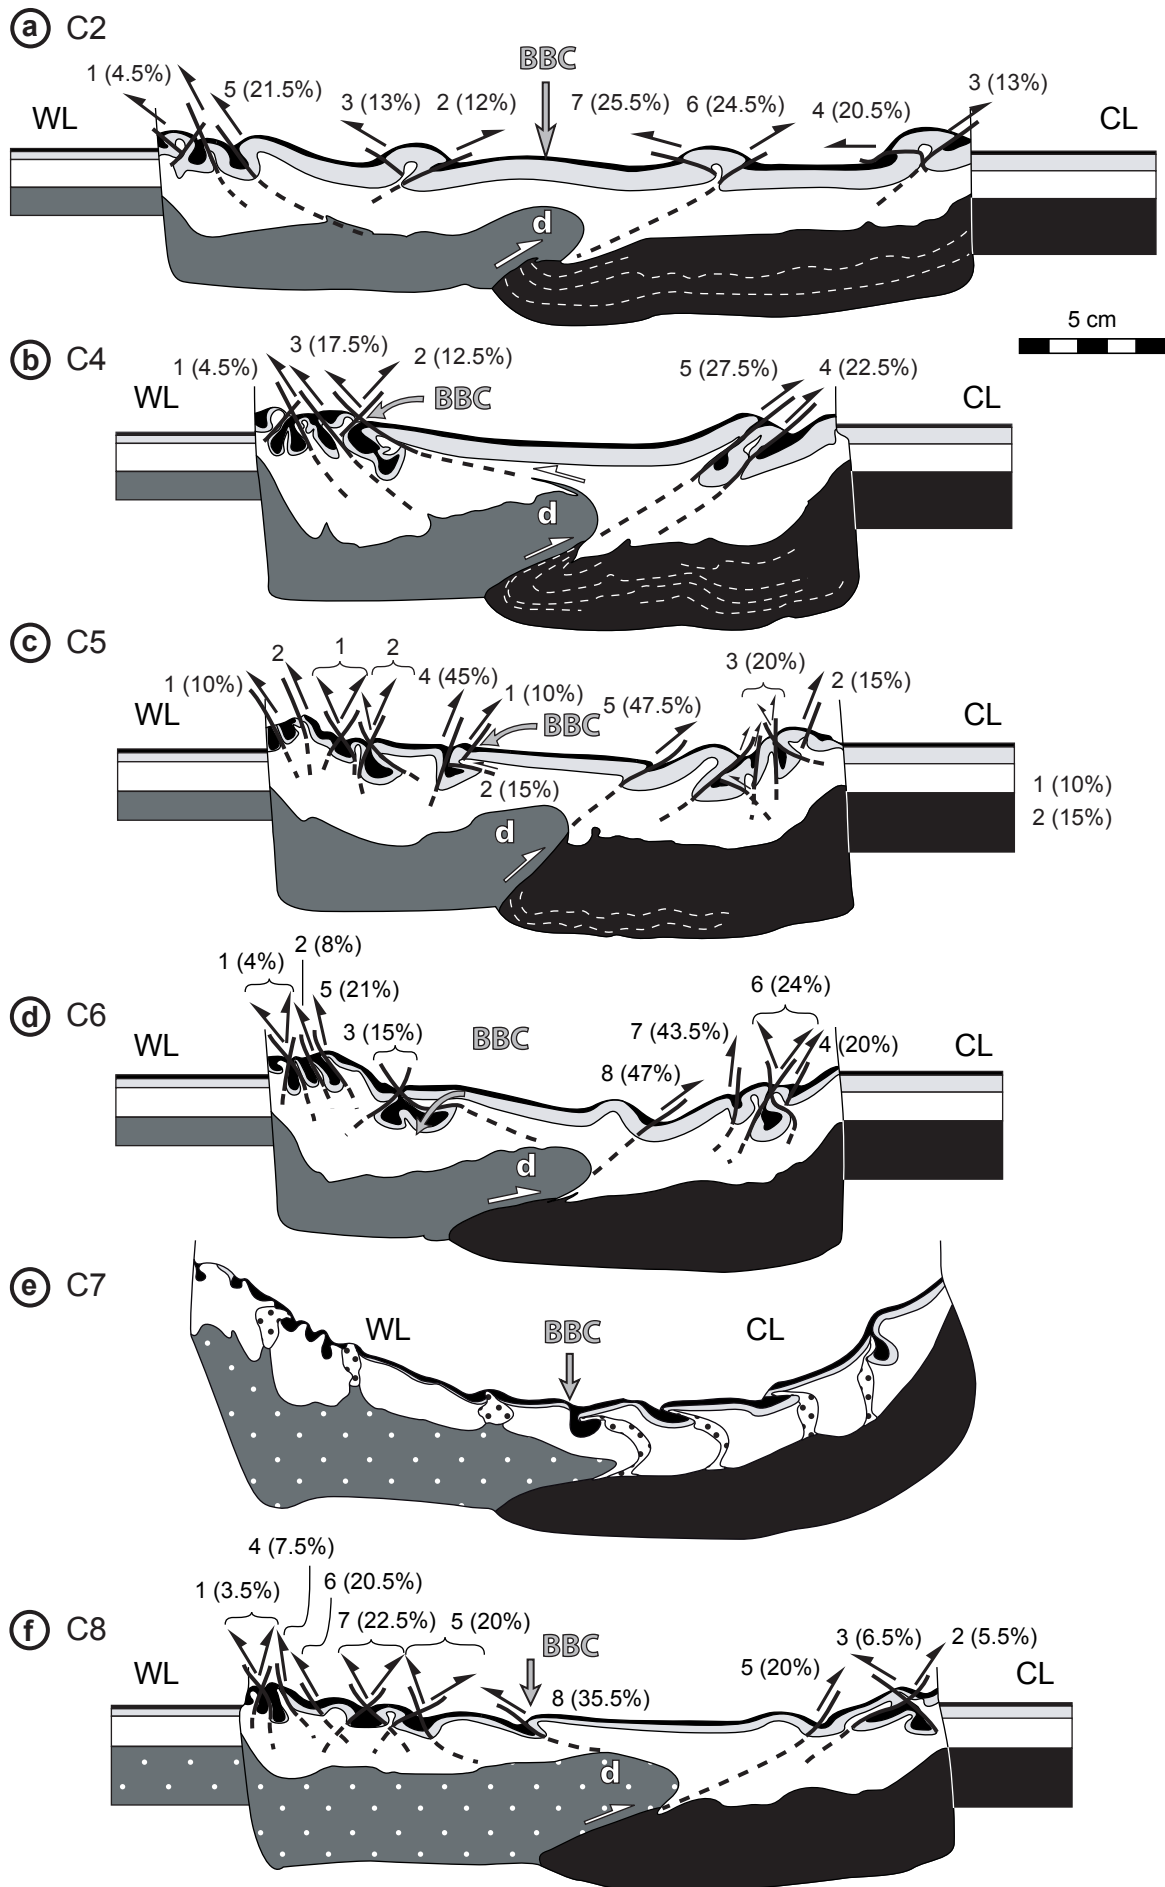 a C2
BBC
1 (4.5%)
5 (21.5%)
3 (13%)
2 (12%)
7 (25.5%)
6 (24.5%)
4 (20.5%)
3 (13%)
WL
CL
d
5 cm
b C4
3 (17.5%)
1 (4.5%)
2 (12.5%)
5 (27.5%)
4 (22.5%)
WL
BBC
CL
d
c C5
1 (10%)
2
1
2
4 (45%)
1 (10%)
3 (20%)
2 (15%)
WL
BBC
5 (47.5%)
CL
2 (15%)
1 (10%)
2 (15%)
d
2 (8%)
1 (4%)
5 (21%)
6 (24%)
d C6
3 (15%)
BBC
7 (43.5%)
4 (20%)
WL
CL
8 (47%)
d
e C7
WL
BBC
CL
4 (7.5%)
1 (3.5%)
6 (20.5%)
7 (22.5%)
5 (20%)
f C8
BBC
3 (6.5%)
2 (5.5%)
WL
5 (20%)
CL
8 (35.5%)
d